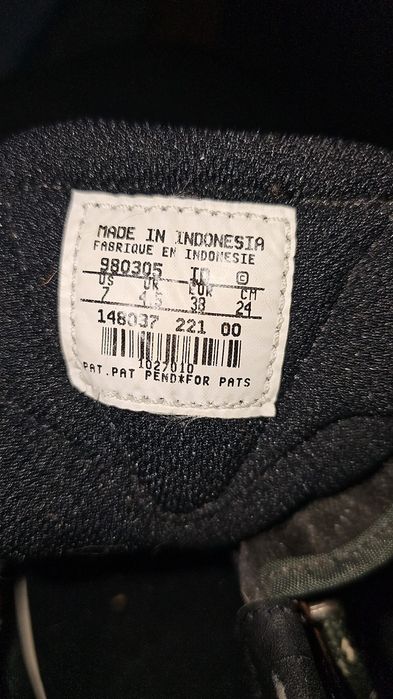 MADE IN INDONESIA
FABRIQUE EN INDONESIE
980305 ID ©
US UK EUR CM
7 4.5 38 24
148037 221 00
1027010
PAT.PAT PEND*FOR PATS